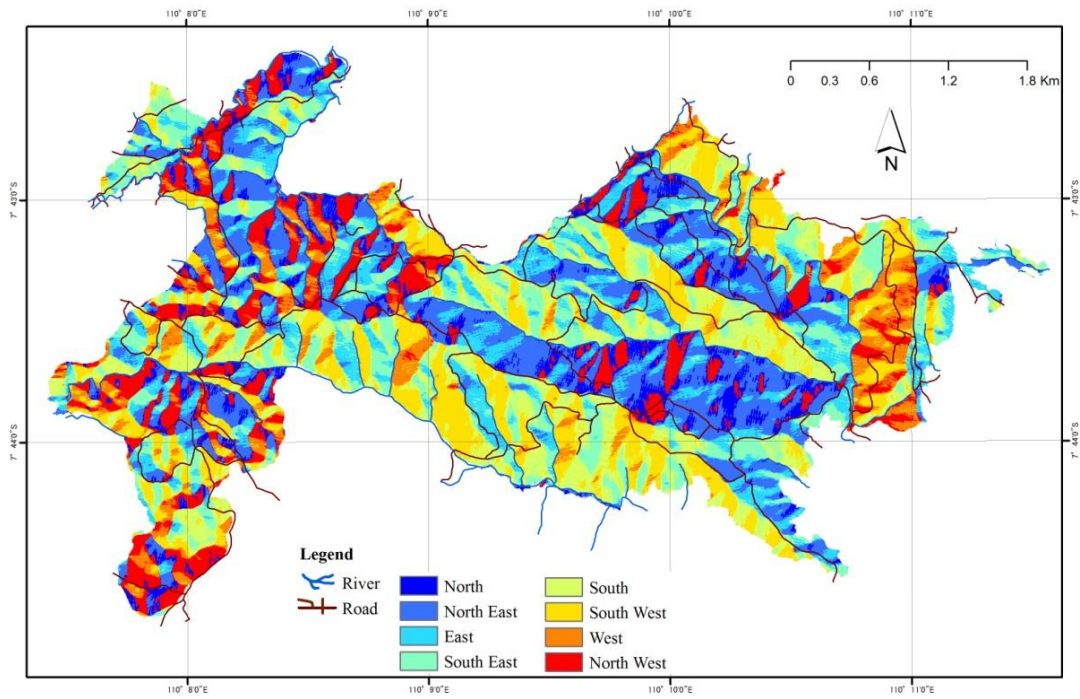 110° 8'0"E 110° 9'0"E 110° 10'0"E 110° 11'0"E
0 0.3 0.6 1.2 1.8 Km
N
7° 43'0"S 7° 43'0"S
7° 44'0"S 7° 44'0"S
Legend
River
Road
North
North East
East
South East
South
South West
West
North West
110° 8'0"E 110° 9'0"E 110° 10'0"E 110° 11'0"E